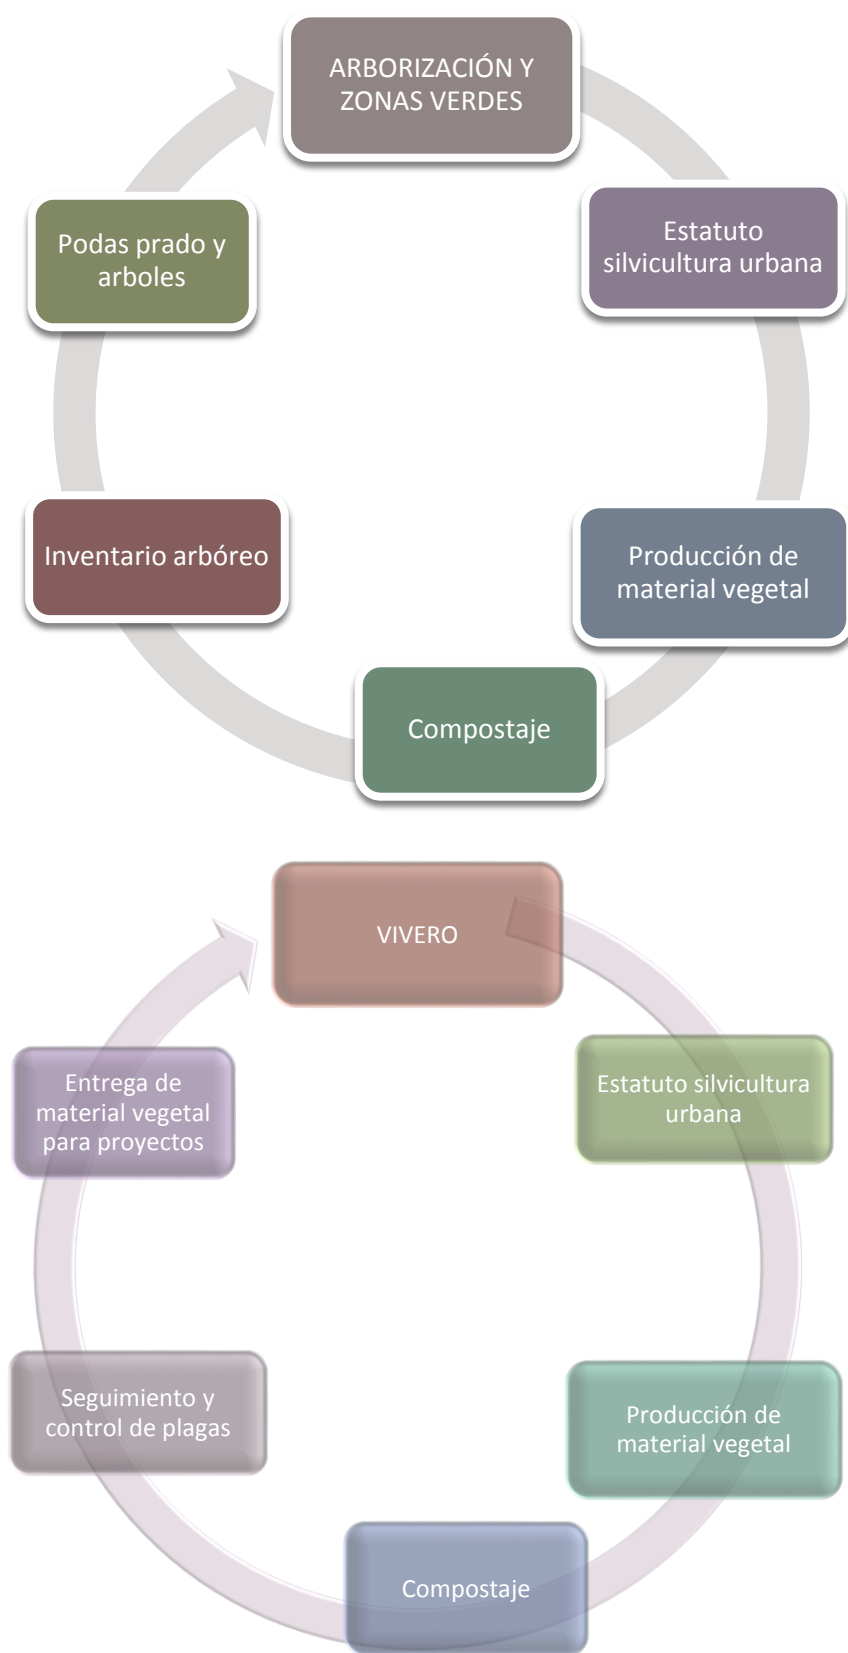 ARBORIZACIÓN Y
ZONAS VERDES
Estatuto
silvicultura urbana
Producción de
material vegetal
Compostaje
Inventario arbóreo
Podas prado y
arboles
VIVERO
Estatuto silvicultura
urbana
Producción de
material vegetal
Compostaje
Seguimiento y
control de plagas
Entrega de
material vegetal
para proyectos